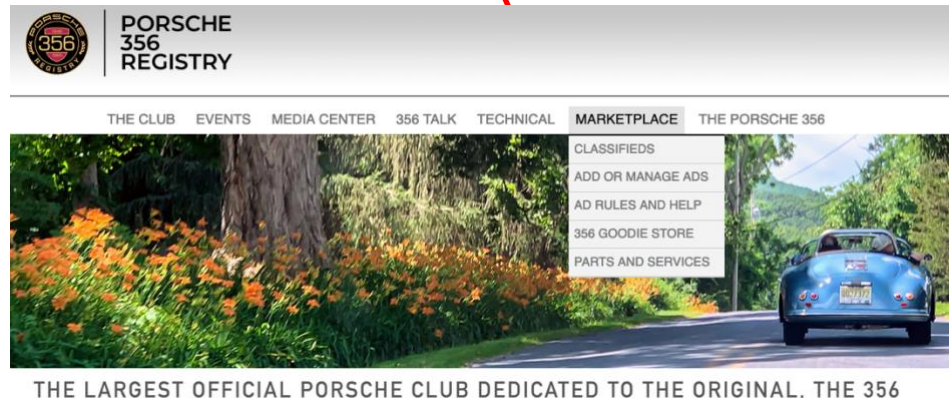 PORSCHE
356
REGISTRY
PORSCHE
356
REGISTRY
THE CLUB EVENTS MEDIA CENTER 356 TALK TECHNICAL MARKETPLACE THE PORSCHE 356
CLASSIFIEDS
ADD OR MANAGE ADS
AD RULES AND HELP
356 GOODIE STORE
PARTS AND SERVICES
THE LARGEST OFFICIAL PORSCHE CLUB DEDICATED TO THE ORIGINAL. THE 356